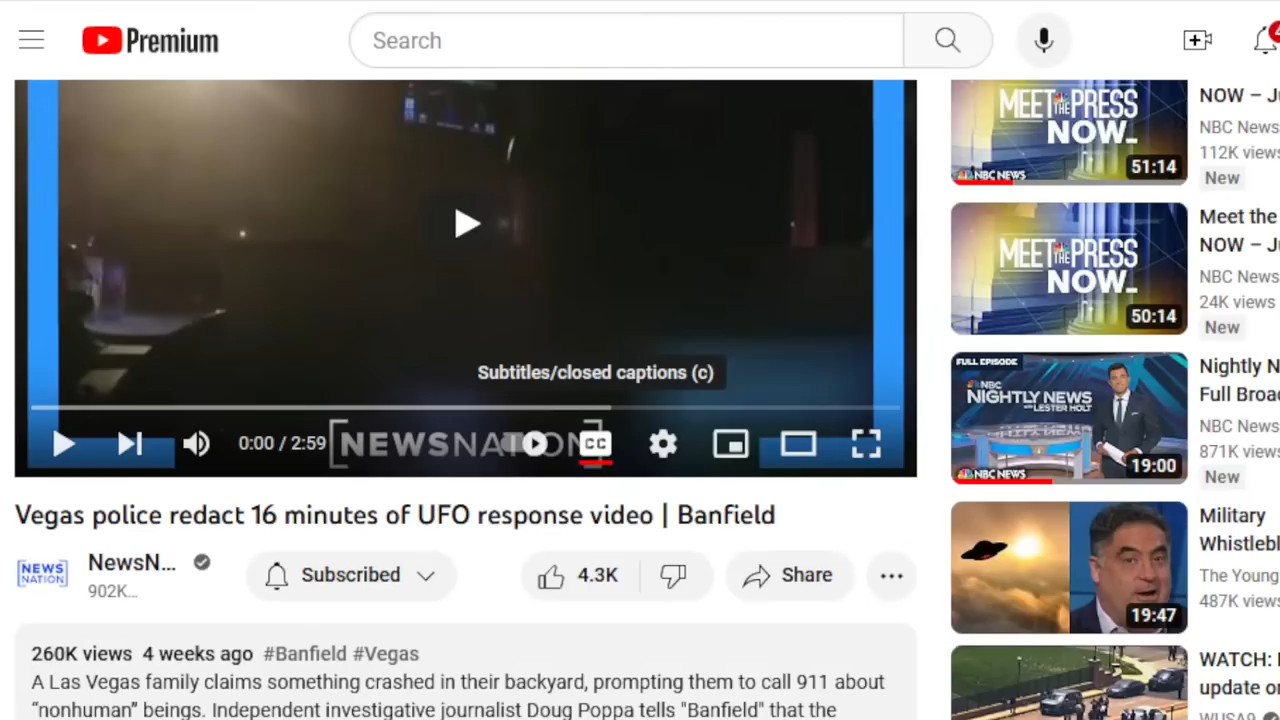 Premium
Search
4
Subtitles/closed captions (c)
0:00 / 2:59
NEWSNATION
CC
Vegas police redact 16 minutes of UFO response video | Banfield
NEWS
NATION
NewsN...
902K...
Subscribed
4.3K
Share
260K views 4 weeks ago #Banfield #Vegas
A Las Vegas family claims something crashed in their backyard, prompting them to call 911 about
“nonhuman” beings. Independent investigative journalist Doug Poppa tells "Banfield" that the
MEET THE PRESS
NOW
NBC NEWS
51:14
NOW – Ju
NBC News
112K views
New
MEET THE PRESS
NOW
50:14
Meet the
NOW – Ju
NBC News
24K views
New
FULL EPISODE
NBC
NIGHTLY NEWS
WITH LESTER HOLT
NBC NEWS
19:00
Nightly N
Full Broad
NBC News
871K views
New
19:47
Military
Whistlebl
The Young
487K views
WATCH:
update on
WUSA9